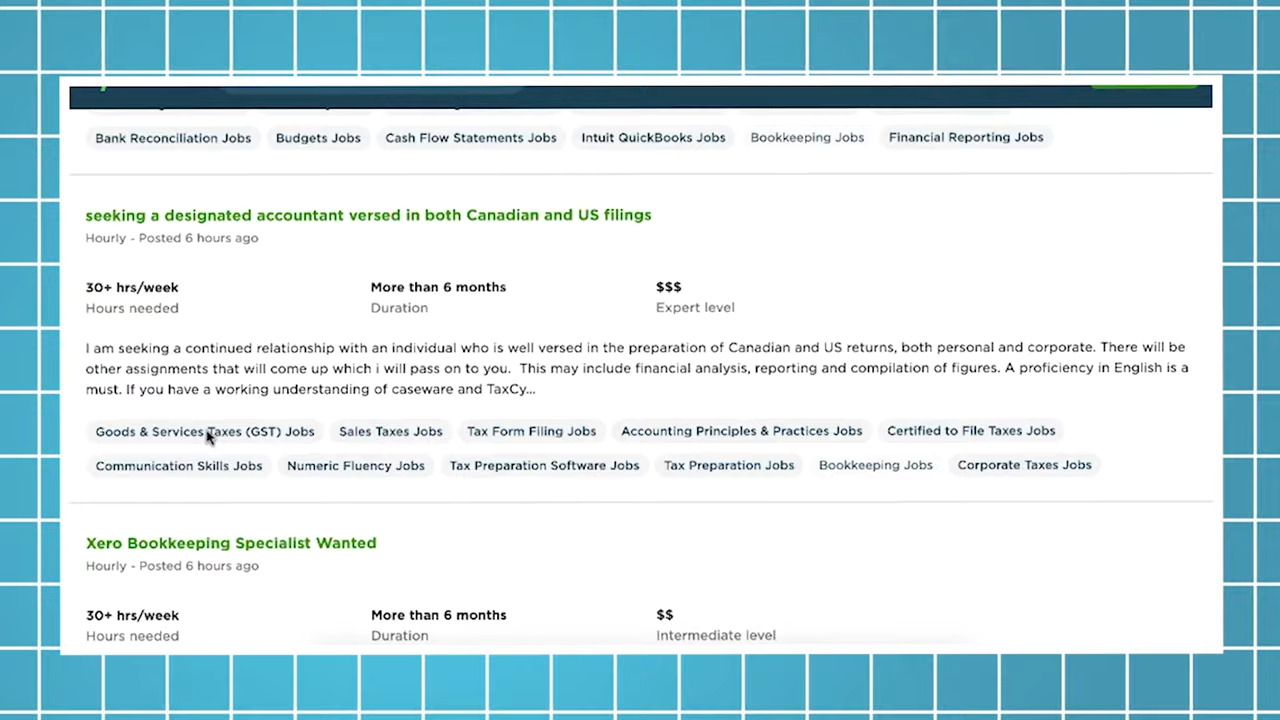 Bank Reconciliation Jobs Budgets Jobs Cash Flow Statements Jobs Intuit QuickBooks Jobs Bookkeeping Jobs Financial Reporting Jobs
seeking a designated accountant versed in both Canadian and US filings
Hourly - Posted 6 hours ago
30+ hrs/week More than 6 months $$$
Hours needed Duration Expert level
I am seeking a continued relationship with an individual who is well versed in the preparation of Canadian and US returns, both personal and corporate. There will be
other assignments that will come up which i will pass on to you. This may include financial analysis, reporting and compilation of figures. A proficiency in English is a
must. If you have a working understanding of caseware and TaxCy...
Goods & Services Taxes (GST) Jobs Sales Taxes Jobs Tax Form Filing Jobs Accounting Principles & Practices Jobs Certified to File Taxes Jobs
Communication Skills Jobs Numeric Fluency Jobs Tax Preparation Software Jobs Tax Preparation Jobs Bookkeeping Jobs Corporate Taxes Jobs
Xero Bookkeeping Specialist Wanted
Hourly - Posted 6 hours ago
30+ hrs/week More than 6 months $$
Hours needed Duration Intermediate level